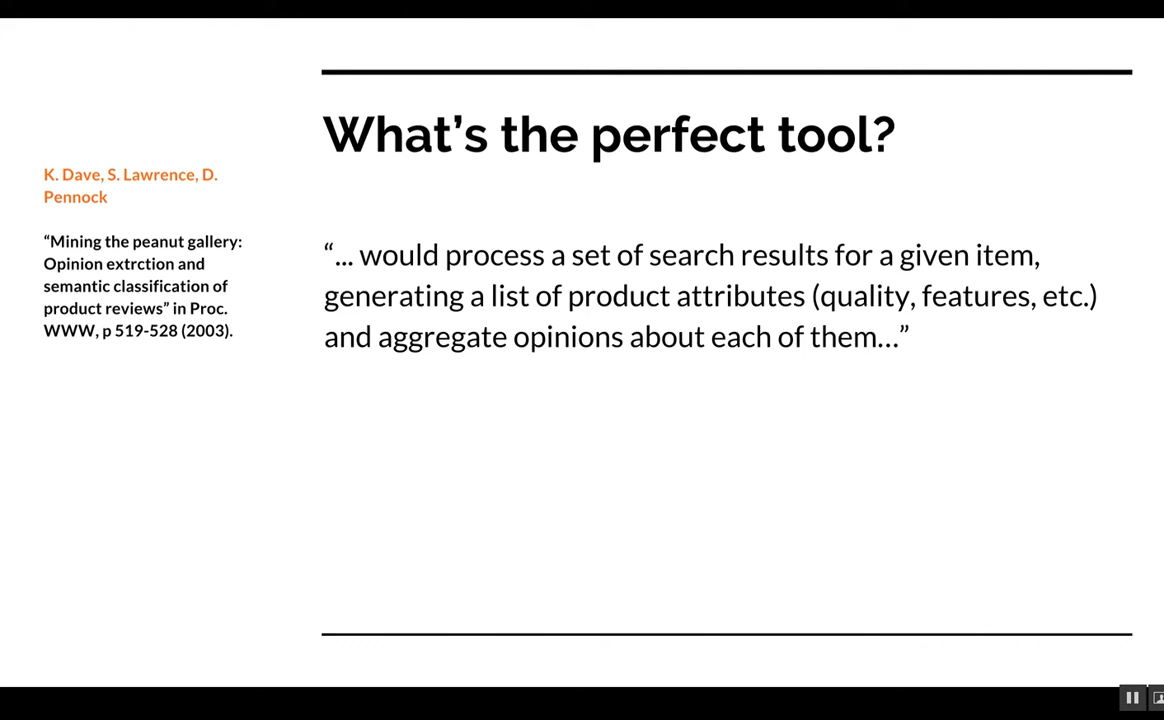 What’s the perfect tool?
K. Dave, S. Lawrence, D.
Pennock
“Mining the peanut gallery:
Opinion extrction and
semantic classification of
product reviews” in Proc.
WWW, p 519-528 (2003).
“... would process a set of search results for a given item,
generating a list of product attributes (quality, features, etc.)
and aggregate opinions about each of them...”